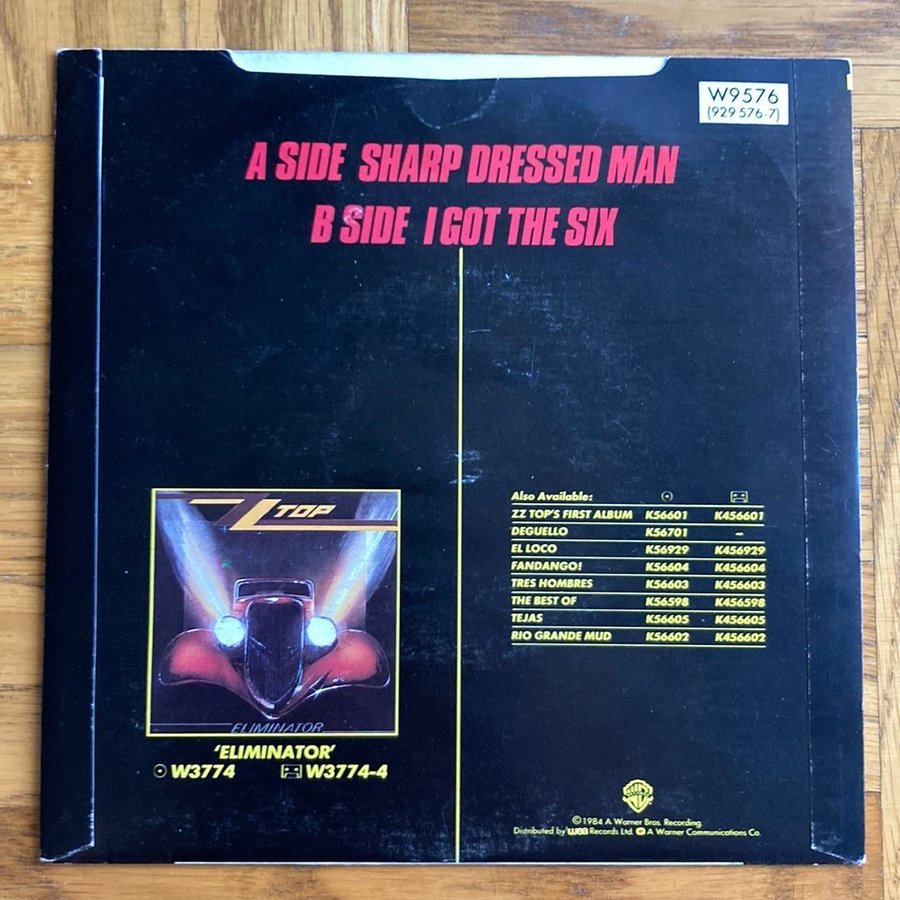 W9576
(929 576-7)
A SIDE SHARP DRESSED MAN
B SIDE I GOT THE SIX
ZZ TOP
ELIMINATOR
'ELIMINATOR'
W3774 W3774-4
Also Available:
ZZ TOP'S FIRST ALBUM K56601 K456601
DEGUELLO K56701 –
EL LOCO K56929 K456929
FANDANGO! K56604 K456604
TRES HOMBRES K56603 K456603
THE BEST OF K56598 K456598
TEJAS K56605 K456605
RIO GRANDE MUD K56602 K456602
©1984 A Warner Bros. Recording.
Distributed by wea Records Ltd. A Warner Communications Co.